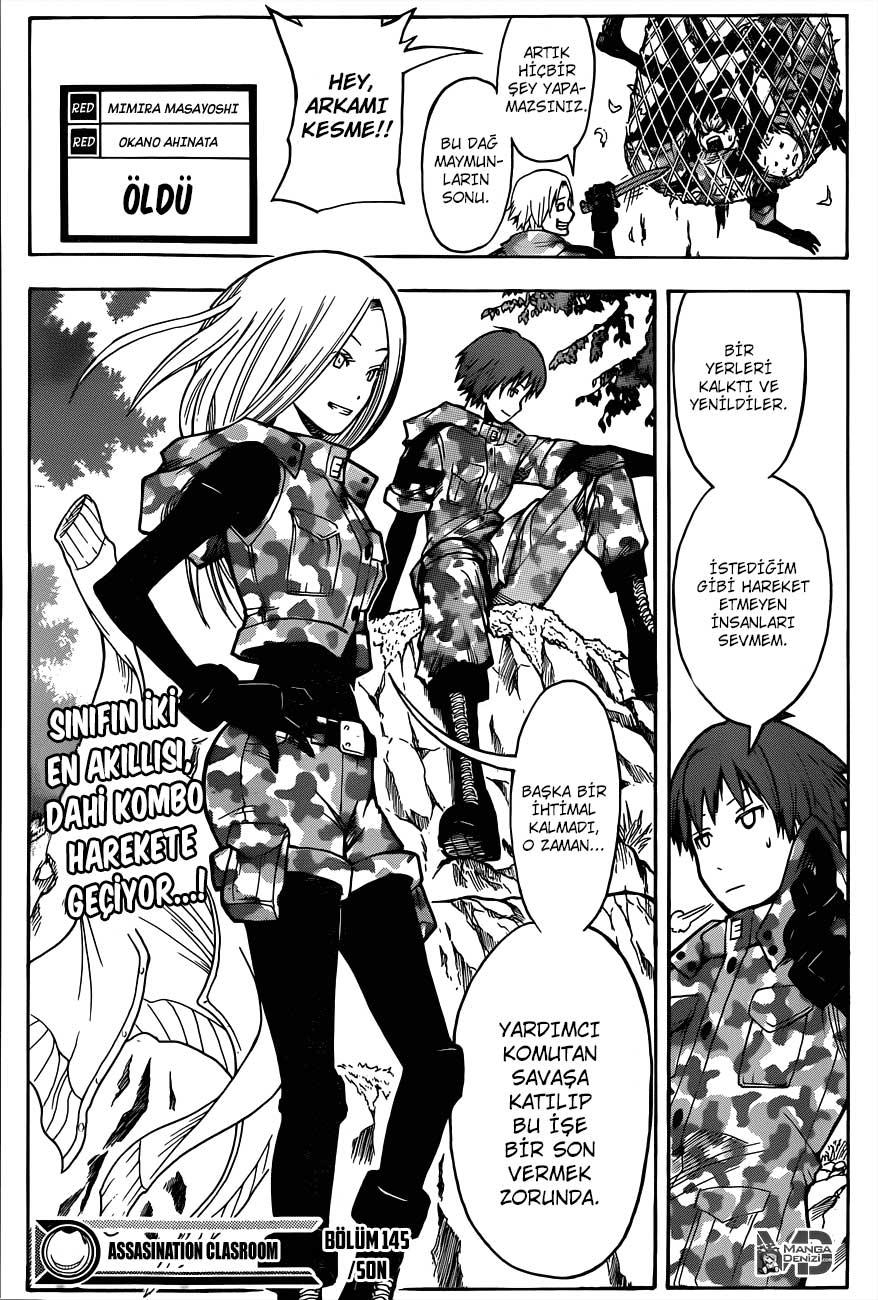 ARTIK
HİÇBİR
ŞEY YAPA-
MAZSINIZ.
BU DAĞ
MAYMUN-
LARIN
SONU.
HEY,
ARKAMI
KESME!!
RED MIMIRA MASAYOSHI
RED OKANO AHINATA
ÖLDÜ
BİR
YERLERİ
KALKTI VE
YENİLDİLER.
İSTEDİĞİM
GİBİ HAREKET
ETMEYEN
İNSANLARI
SEVMEM.
BAŞKA BİR
İHTİMAL
KALMADI,
O ZAMAN...
YARDIMCI
KOMUTAN
SAVAŞA
KATILIP
BU İŞE
BİR SON
VERMEK
ZORUNDA.
SINIFIN İKİ
EN AKILLISI,
DAHİ KOMBO
HAREKETE
GEÇİYOR...!
E
E
ASSASINATION CLASROOM
BÖLÜM 145
/SON
MD
MANGA
DENİZİ